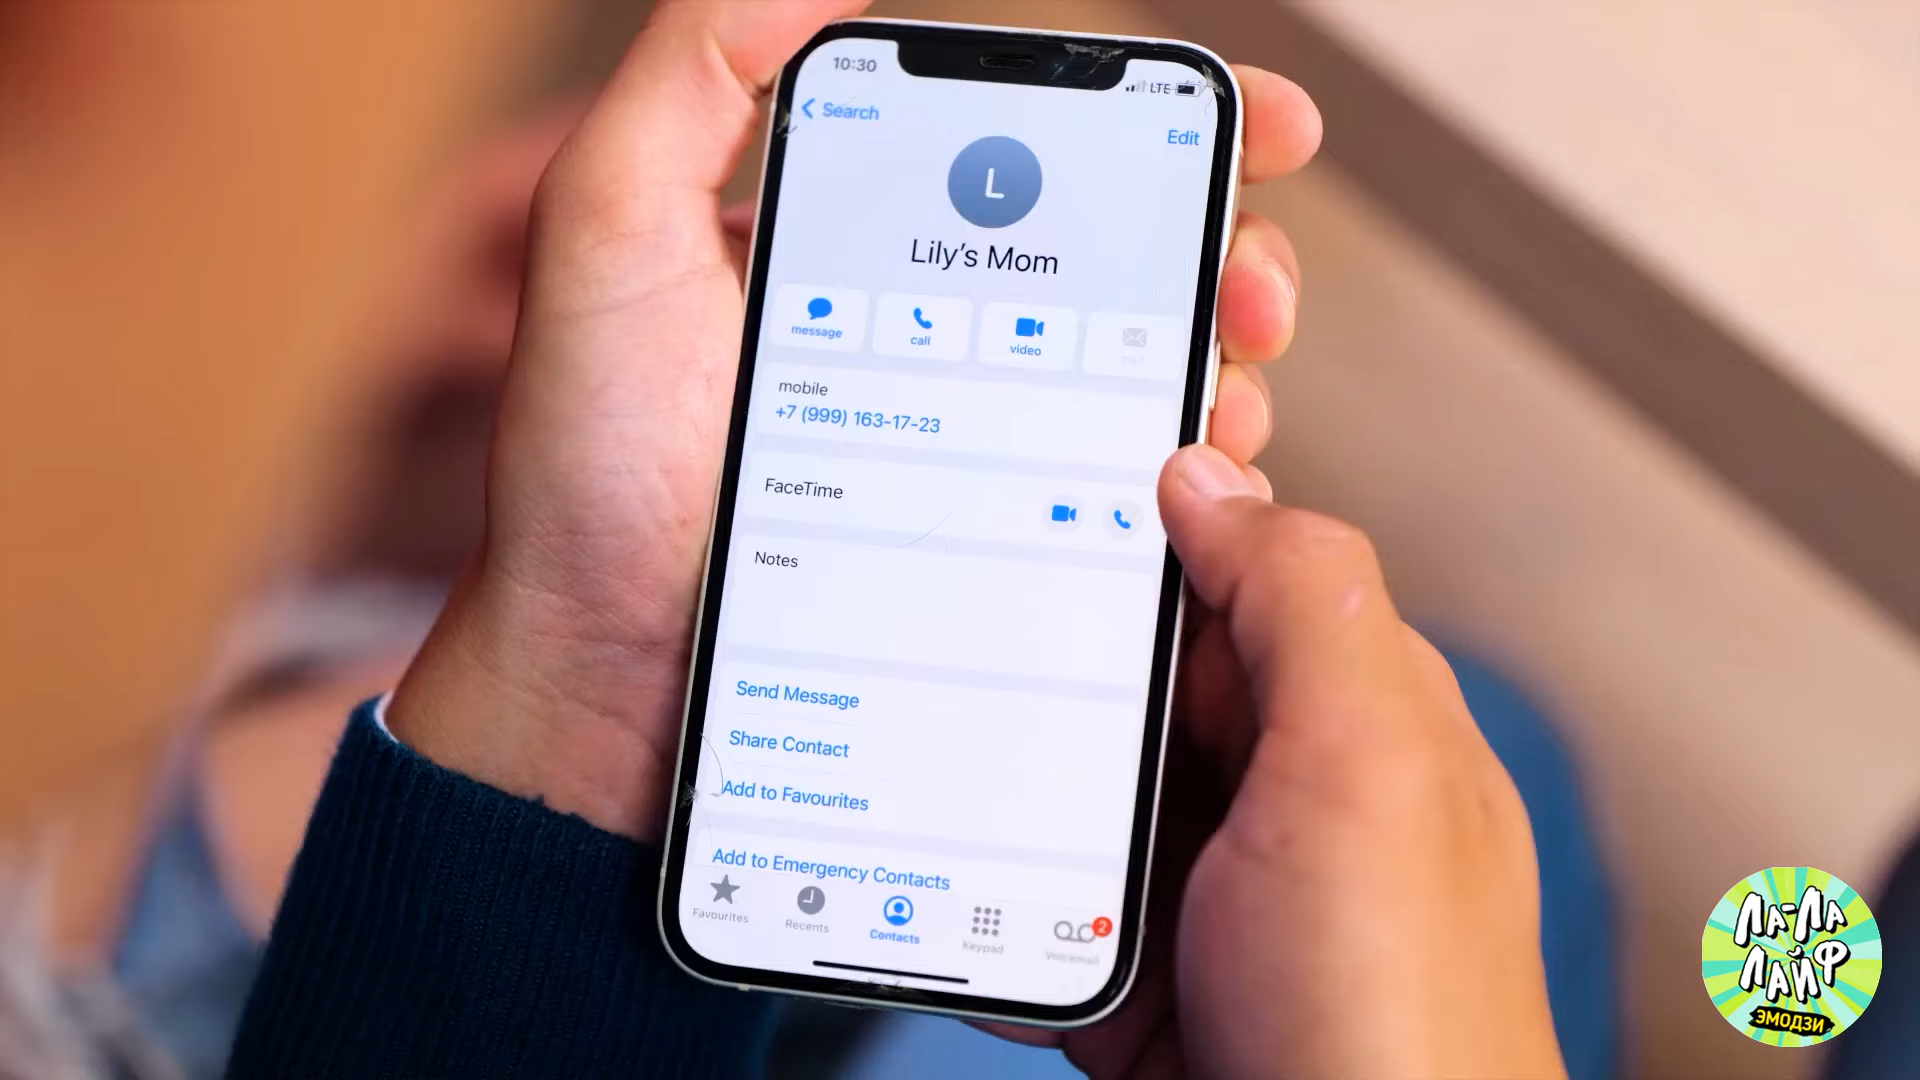 10:30
LTE
Search
Edit
L
Lily's Mom
message
call
video
mail
mobile
+7 (999) 163-17-23
FaceTime
Notes
Send Message
Share Contact
Add to Favourites
Add to Emergency Contacts
Favourites
Recents
Contacts
Keypad
Voicemail
2
ЛА-ЛА
ЛАЙФ
ЭМОДЗИ